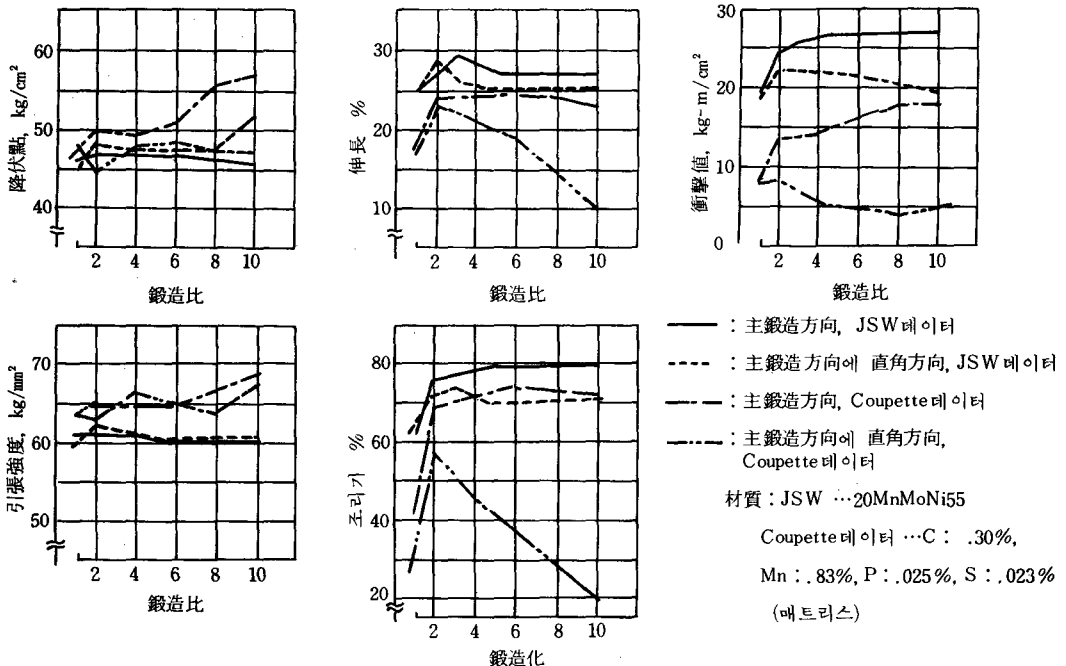 降伏點, kg/cm²
60
50
40
2 4 6 8 10
鍛造比
伸長 %
30
20
10
2 4 6 8 10
鍛造比
衝擊値, kg-m/cm²
30
20
10
0
2 4 6 8 10
鍛造比
引張強度, kg/mm²
70
60
50
2 4 6 8 10
鍛造比
조리기 %
80
60
40
20
2 4 6 8 10
鍛造化
: 主鍛造方向, JSW데이터
: 主鍛造方向에 直角方向, JSW데이터
: 主鍛造方向, Coupette데이터
: 主鍛造方向에 直角方向,
Coupette데이터
材質 : JSW …20MnMoNi55
Coupette데이터 …C : .30%,
Mn : .83%, P : .025%, S : .023%
(매트리스)